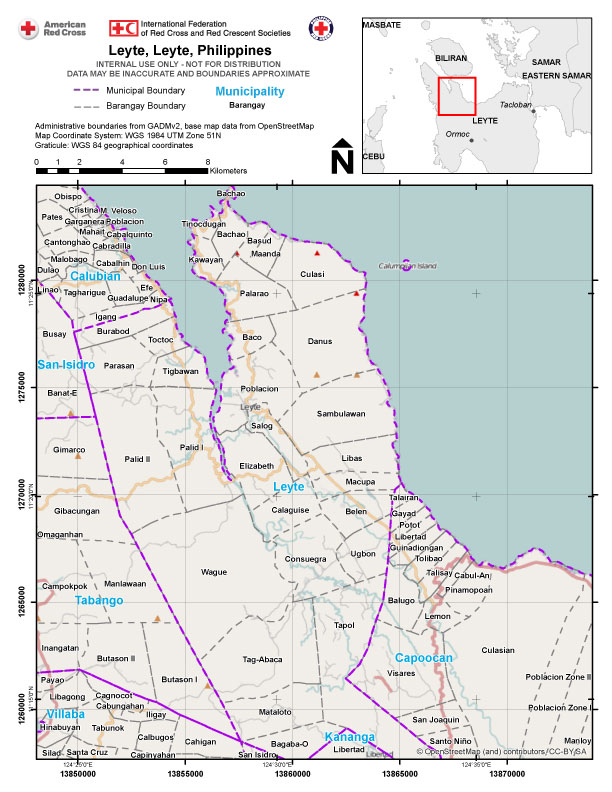 American Red Cross
International Federation
of Red Cross and Red Crescent Societies
Leyte, Leyte, Philippines
INTERNAL USE ONLY - NOT FOR DISTRIBUTION
DATA MAY BE INACCURATE AND BOUNDARIES APPROXIMATE
Municipal Boundary
Municipality
Barangay Boundary
Barangay
Administrative boundaries from GADMv2, base map data from OpenStreetMap
Map Coordinate System: WGS 1984 UTM Zone 51N
Graticule: WGS 84 geographical coordinates
0 1 2 4 6 8
Kilometers
N
MASBATE
BILIRAN
SAMAR
EASTERN SAMAR
Tacloban
LEYTE
Ormoc
CEBU
Obispo
Bachao
Cristina
M. Veloso
Pates
Garganera
Poblacion
Tinocdugan
Mahait
Cabalquinto
Bachao
Cantonghao
Cabradilla
Basud
Maanda
Malobago
Cabalhin
Don Luis
Kawayan
Dulao
Calubian
Culasi
Calumpian Island
Linao
Tagharigue
Efe
Guadalupe
Nipa
Palarao
Igang
Busay
Burabod
Toctoc
Baco
Danus
San Isidro
Parasan
Tigbawan
Banat-E
Poblacion
Leyte
Sambulawan
Salog
Gimarco
Palid II
Palid I
Elizabeth
Libas
Leyte
Macupa
Talairan
Gibacungan
Calaguise
Belen
Gayad
Potot
Omaganhan
Libertad
Guinadiongan
Ugbon
Tolibao
Consuegra
Wague
Talisay
Cabul-An
Campokpok
Manlawaan
Pinamopoan
Tabango
Balugo
Lemon
Tapol
Inangatan
Culasian
Butason II
Tag-Abaca
Capoocan
Visares
Payao
Butason I
Poblacion Zone II
Libagong
Cagnocot
Cabungahan
Poblacion Zone I
Villaba
Iligay
Mataloto
San Joaquin
Hinabuyan
Tabunok
Kananga
Calbugos
Cahigan
Bagaba-O
Santo Niño
Manloy
Silad
Santa Cruz
Capinyahan
San Isidro
Libertad
Libertad
© OpenStreetMap (and) contributors/CC-BY/SA
1280000
1275000
1270000
1265000
1260000
11°25'0"N
11°20'0"N
11°15'0"N
13850000
13855000
13860000
13865000
13870000
124°25'0"E
124°30'0"E
124°35'0"E